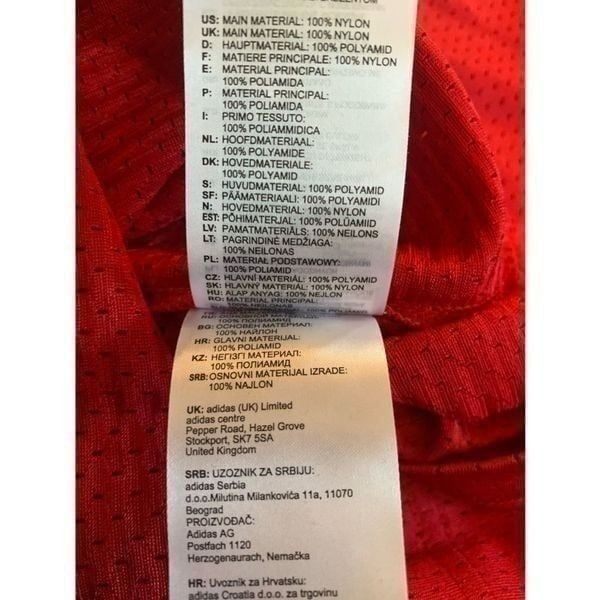 US: MAIN MATERIAL: 100% NYLON
UK: MAIN MATERIAL: 100% NYLON
D: HAUPTMATERIAL: 100% POLYAMID
F: MATIERE PRINCIPALE: 100% NYLON
E: MATERIAL PRINCIPAL:
100% POLIAMIDA
P: MATERIAL PRINCIPAL:
100% POLIAMIDA
I: PRIMO TESSUTO:
100% POLIAMMIDICA
NL: HOOFDMATERIAAL:
100% POLYAMIDE
DK: HOVEDMATERIALE:
100% POLYAMID
S: HUVUDMATERIAL: 100% POLYAMID
SF: PÄÄMATERIAALI: 100% POLYAMIDI
N: HOVEDMATERIAL: 100% NYLON
EST: PÕHIMATERJAL: 100% POLÜAMIID
LV: PAMATMATERIĀLS: 100% NEILONS
LT: PAGRINDINĖ MEDŽIAGA:
100% NEILONAS
PL: MATERIAŁ PODSTAWOWY:
100% POLIAMID
CZ: HLAVNÍ MATERIÁL: 100% POLYAMID
SK: HLAVNÝ MATERIÁL: 100% NYLON
HU: ALAP ANYAG: 100% NEJLON
RO: MATERIAL PRINCIPAL:
100% ПОЛИАМИД
BG: ОСНОВЕН МАТЕРИАЛ:
100% НАЙЛОН
HR: GLAVNI MATERIJAL:
100% POLIAMID
KZ: НЕГІЗГІ МАТЕРИАЛ:
100% ПОЛИАМИД
SRB: OSNOVNI MATERIJAL IZRADE:
100% NAJLON
UK: adidas (UK) Limited
adidas centre
Pepper Road, Hazel Grove
Stockport, SK7 5SA
United Kingdom
SRB: UZOZNIK ZA SRBIJU:
adidas Serbia
d.o.o.Milutina Milankovića 11a, 11070
Beograd
PROIZVOĐAČ:
Adidas AG
Postfach 1120
Herzogenaurach, Nemačka
HR: Uvoznik za Hrvatsku:
adidas Croatia d.o.o. za trgovinu